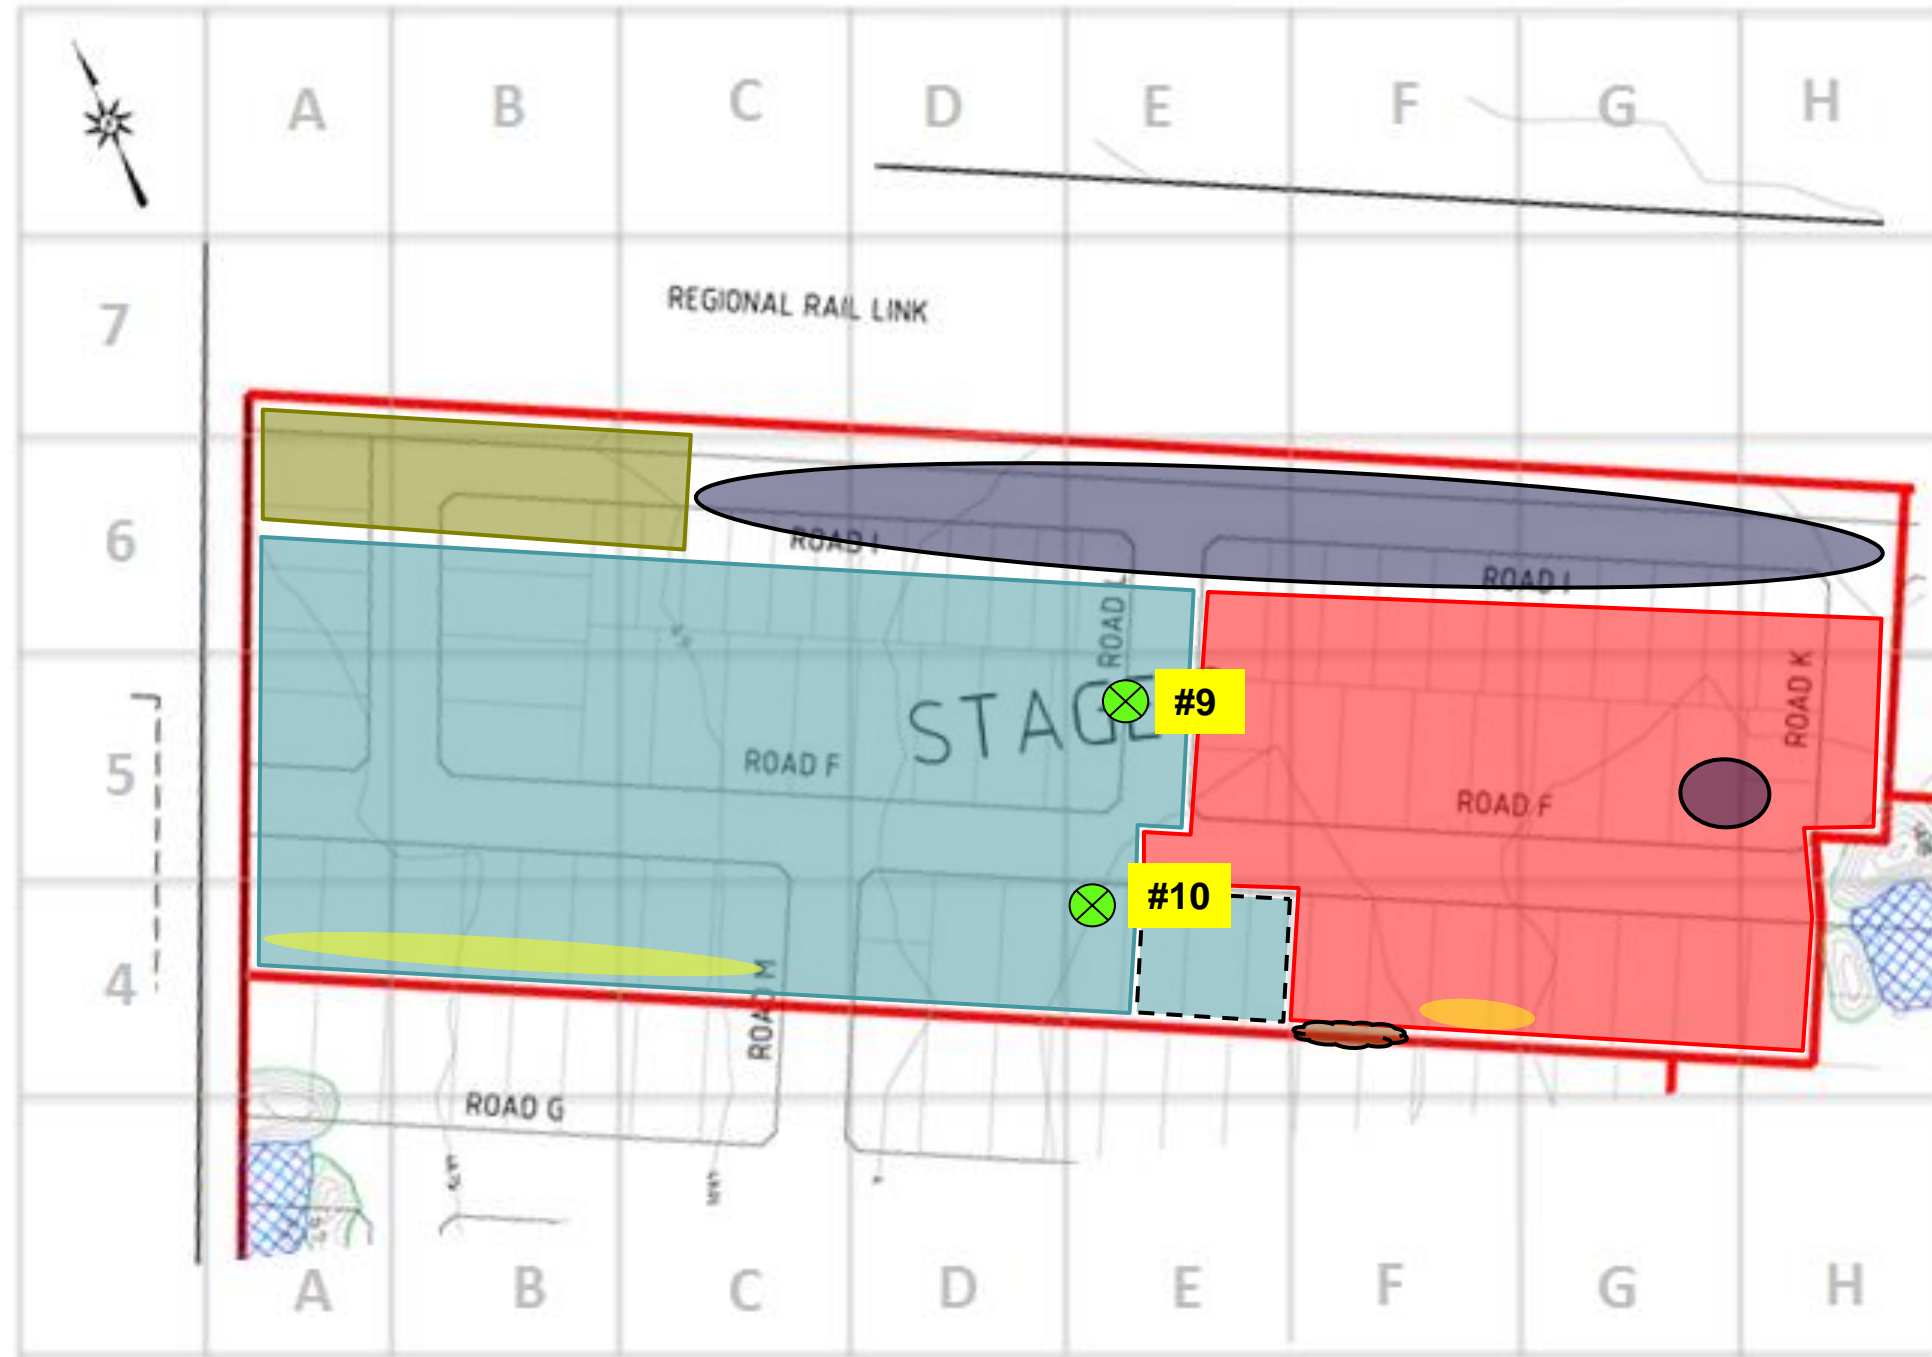 A B C D E F G H
7
REGIONAL RAIL LINK
6
ROAD I
ROAD I
ROAD L
ROAD K
STAGE
#9
5
ROAD F
ROAD F
#10
4
ROAD M
ROAD G
A B C D E F G H